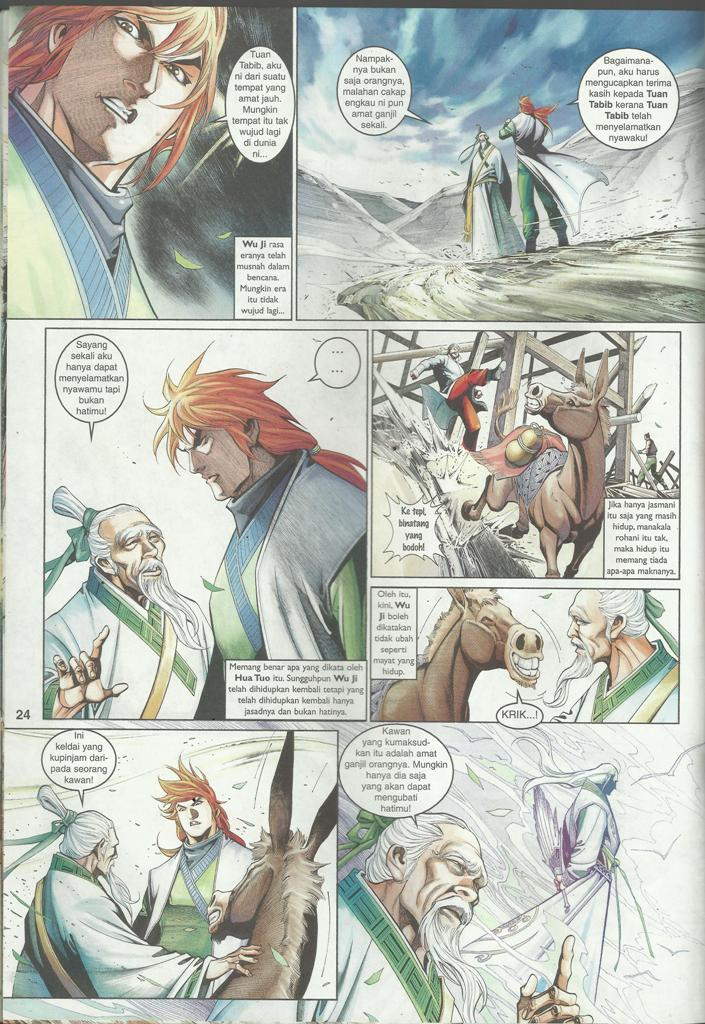 Tuan
Tabib, aku
ni dari suatu
tempat yang
amat jauh.
Mungkin
tempat itu tak
wujud lagi
di dunia
ni...
Wu Ji rasa
eranya telah
musnah dalam
bencana.
Mungkin era
itu tidak
wujud lagi...
Nampak-
nya bukan
saja orangnya,
malahan cakap
engkau ni pun
amat ganjil
sekali.
Bagaimana-
pun, aku harus
mengucapkan terima
kasih kepada Tuan
Tabib kerana Tuan
Tabib telah
menyelamatkan
nyawaku!
Sayang
sekali aku
hanya dapat
menyelamatkan
nyawamu tapi
bukan
hatimu!
...
...
Memang benar apa yang dikata oleh
Hua Tuo itu. Sungguhpun Wu Ji
telah dihidupkan kembali tetapi yang
telah dihidupkan kembali hanya
jasadnya dan bukan hatinya.
Ke tepi,
binatang
yang
bodoh!
Jika hanya jasmani
itu saja yang masih
hidup, manakala
rohani itu tak,
maka hidup itu
memang tiada
apa-apa maknanya.
Oleh itu,
kini, Wu
Ji boleh
dikatakan
tidak ubah
seperti
mayat yang
hidup.
KRIK...!
24
Ini
keldai yang
kupinjam dari-
pada seorang
kawan!
Kawan
yang kumaksud-
kan itu adalah amat
ganjil orangnya. Mungkin
hanya dia saja
yang akan dapat
mengubati
hatimu!